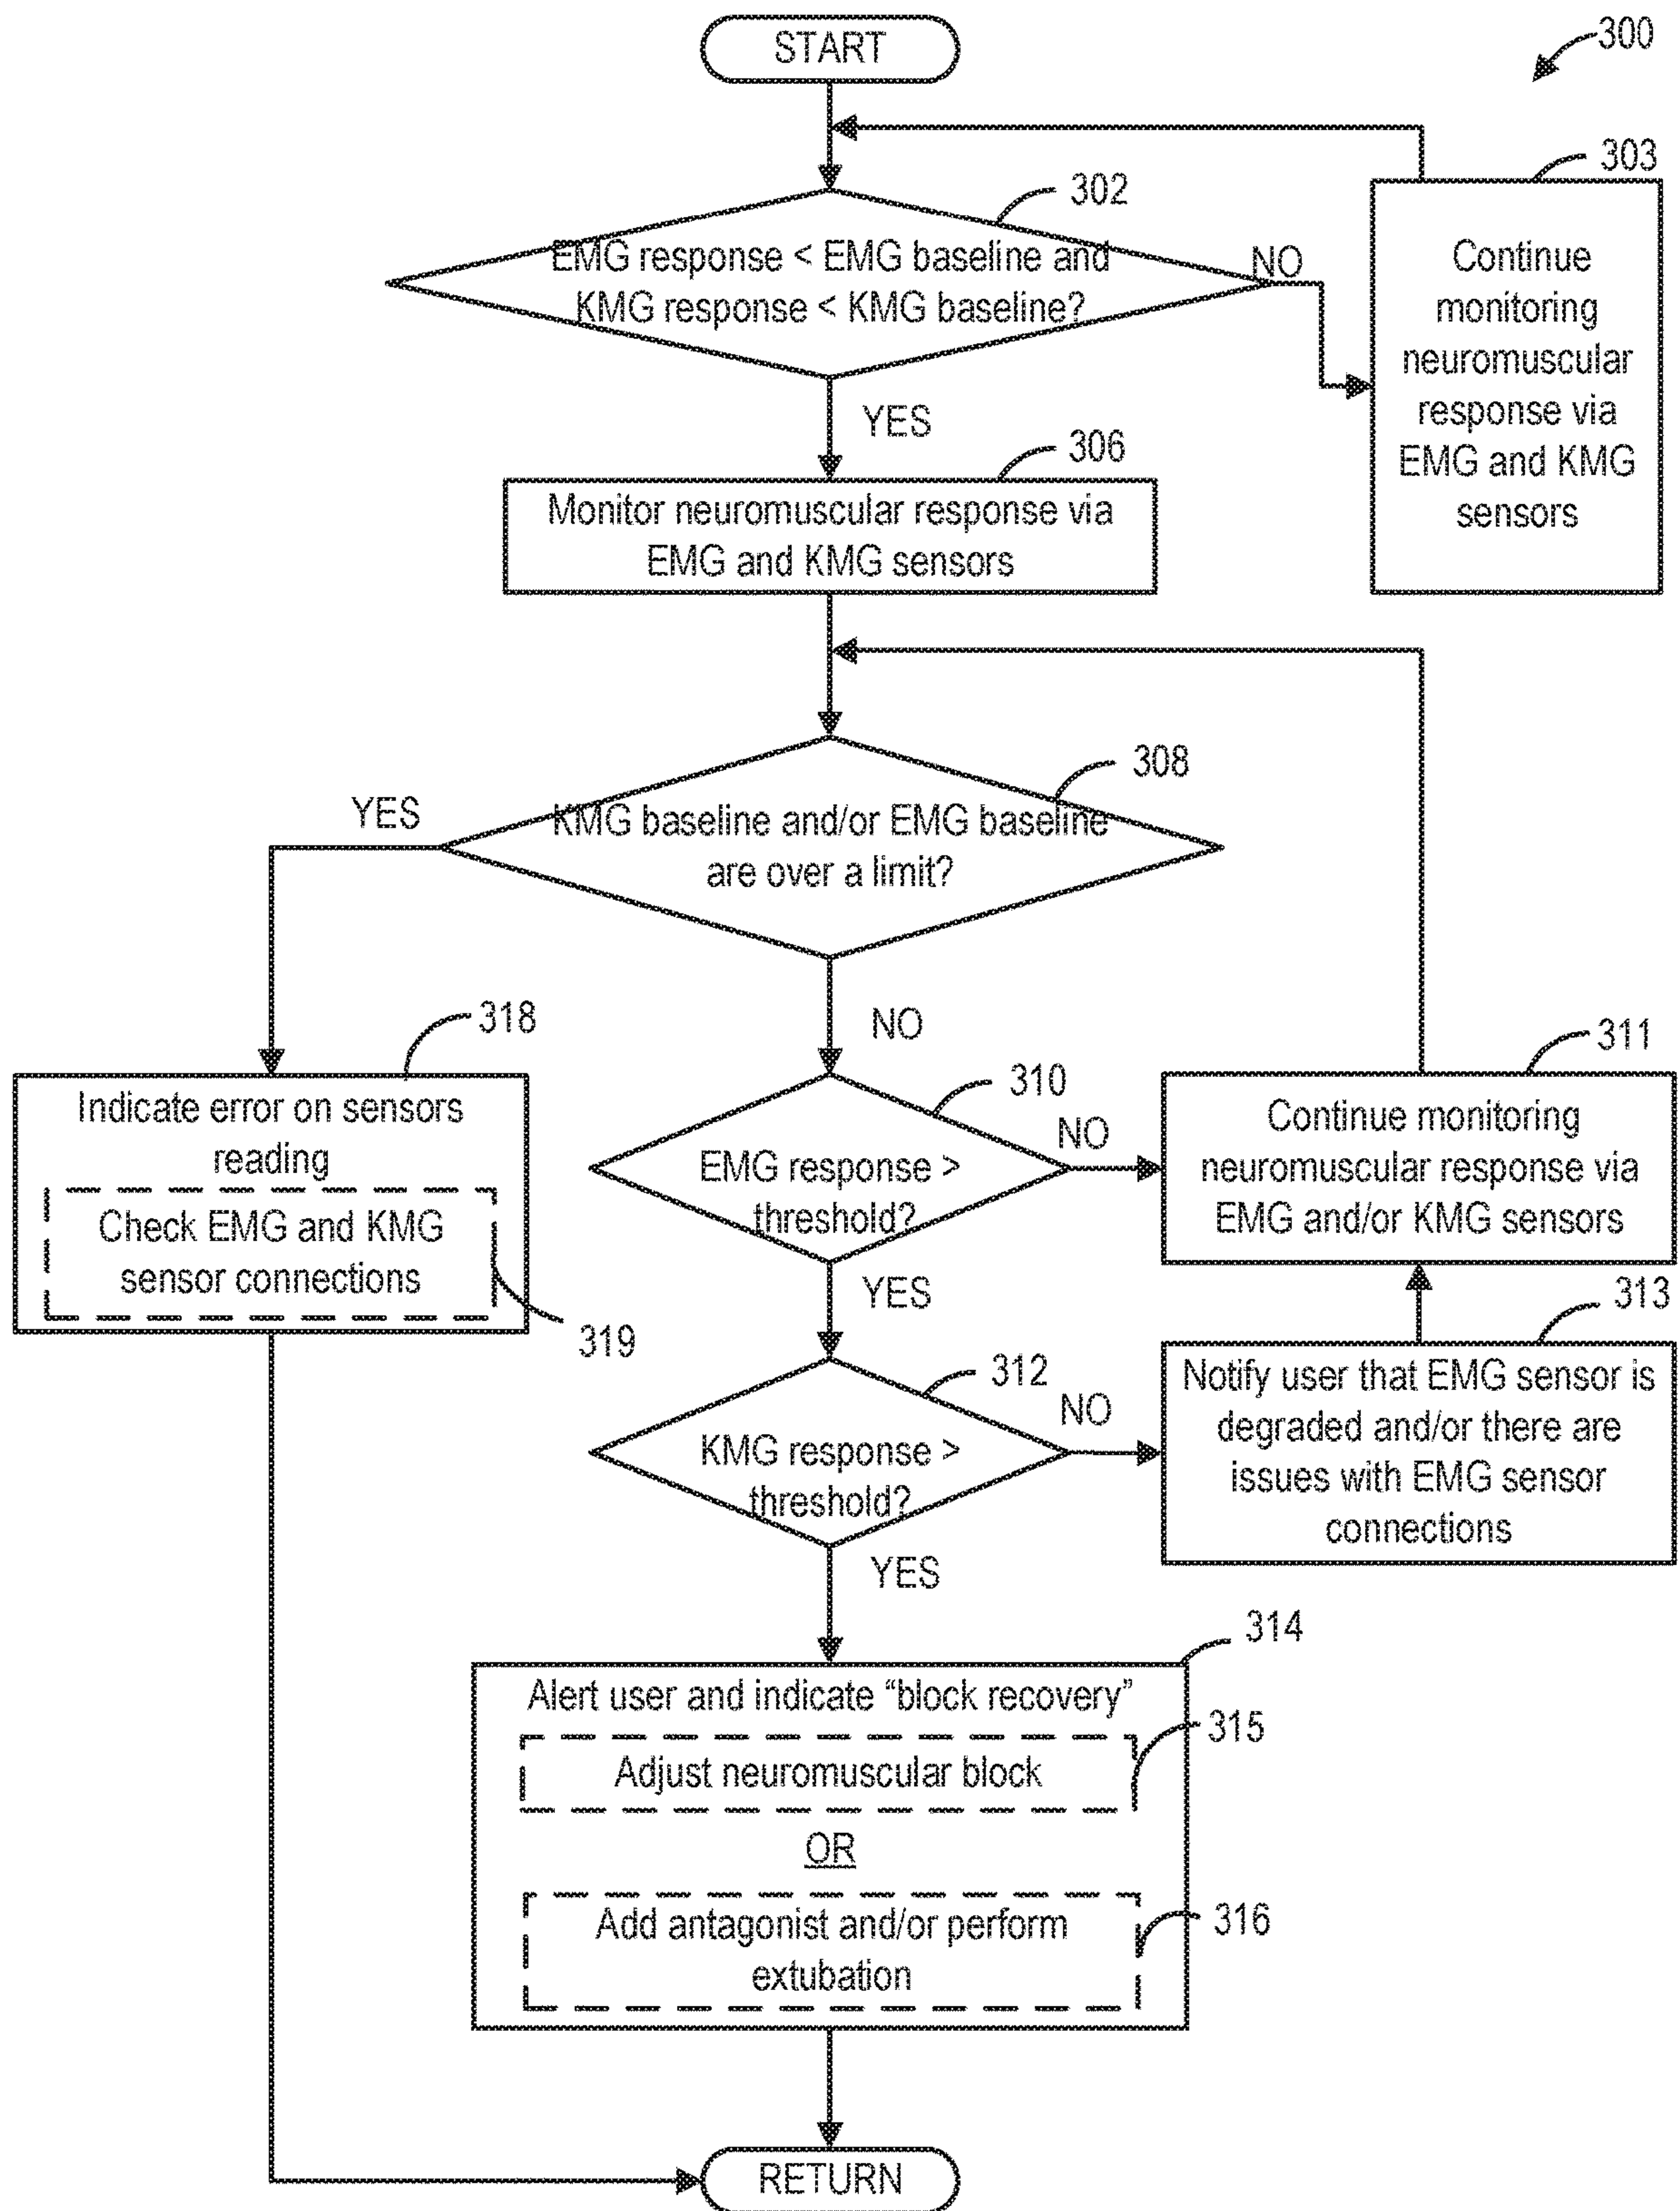 START
300
303
302
EMG response < EMG baseline and
KMG response < KMG baseline?
NO
Continue
monitoring
neuromuscular
response via
EMG and KMG
sensors
YES
306
Monitor neuromuscular response via
EMG and KMG sensors
308
YES
KMG baseline and/or EMG baseline
are over a limit?
NO
318
Indicate error on sensors
reading
Check EMG and KMG
sensor connections
319
310
EMG response >
threshold?
NO
311
Continue monitoring
neuromuscular response via
EMG and/or KMG sensors
YES
312
KMG response >
threshold?
NO
313
Notify user that EMG sensor is
degraded and/or there are
issues with EMG sensor
connections
YES
314
Alert user and indicate “block recovery”
315
Adjust neuromuscular block
OR
316
Add antagonist and/or perform
extubation
RETURN